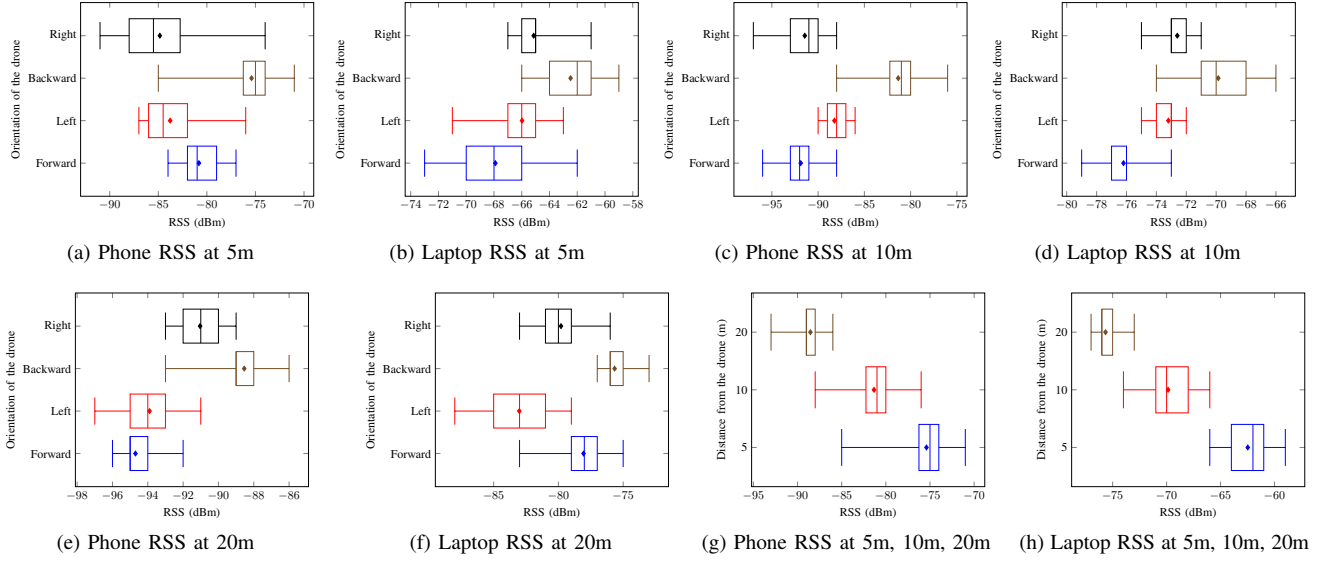 Orientation of the drone
Right
Backward
Left
Forward
−90 −85 −80 −75 −70
RSS (dBm)
(a) Phone RSS at 5m
Orientation of the drone
Right
Backward
Left
Forward
−74 −72 −70 −68 −66 −64 −62 −60 −58
RSS (dBm)
(b) Laptop RSS at 5m
Orientation of the drone
Right
Backward
Left
Forward
−95 −90 −85 −80 −75
RSS (dBm)
(c) Phone RSS at 10m
Orientation of the drone
Right
Backward
Left
Forward
−80 −78 −76 −74 −72 −70 −68 −66
RSS (dBm)
(d) Laptop RSS at 10m
Orientation of the drone
Right
Backward
Left
Forward
−98 −96 −94 −92 −90 −88 −86
RSS (dBm)
(e) Phone RSS at 20m
Orientation of the drone
Right
Backward
Left
Forward
−85 −80 −75
RSS (dBm)
(f) Laptop RSS at 20m
Distance from the drone (m)
20
10
5
−95 −90 −85 −80 −75 −70
RSS (dBm)
(g) Phone RSS at 5m, 10m, 20m
Distance from the drone (m)
20
10
5
−75 −70 −65 −60
RSS (dBm)
(h) Laptop RSS at 5m, 10m, 20m